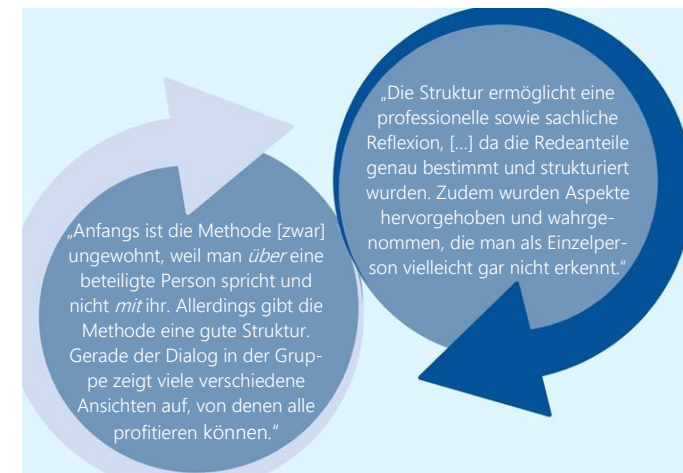 „Die Struktur ermöglicht eine
professionelle sowie sachliche
Reflexion, [...] da die Redeanteile
genau bestimmt und strukturiert
wurden. Zudem wurden Aspekte
hervorgehoben und wahrge-
nommen, die man als Einzelper-
son vielleicht gar nicht erkennt.“
„Anfangs ist die Methode [zwar]
ungewohnt, weil man über eine
beteiligte Person spricht und
nicht mit ihr. Allerdings gibt die
Methode eine gute Struktur.
Gerade der Dialog in der Grup-
pe zeigt viele verschiedene
Ansichten auf, von denen alle
profitieren können.“